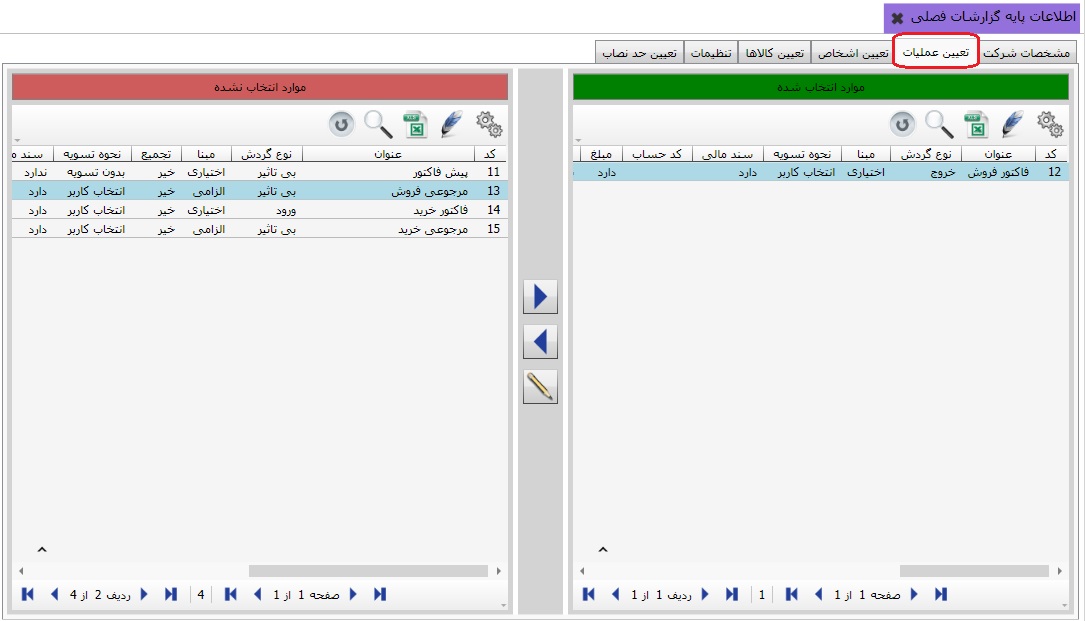 اطلاعات پایه گزارشات فصلی
مشخصات شرکت تعیین عملیات تعیین اشخاص تعیین کالاها تنظیمات تعیین حد نصاب
موارد انتخاب شده
کد عنوان نوع گردش مبنا نحوه تسویه سند مالی کد حساب مبلغ
12 فاکتور فروش خروج اختیاری انتخاب کاربر دارد دارد
ردیف 1 از 1 1 صفحه 1 از 1
موارد انتخاب نشده
کد عنوان نوع گردش مبنا تجمیع نحوه تسویه سند م
11 پیش فاکتور بی تاثیر اختیاری خیر بدون تسویه ندارد
13 مرجوعی فروش بی تاثیر الزامی خیر انتخاب کاربر دارد
14 فاکتور خرید ورود اختیاری خیر انتخاب کاربر دارد
15 مرجوعی خرید بی تاثیر الزامی خیر انتخاب کاربر دارد
ردیف 2 از 4 4 صفحه 1 از 1